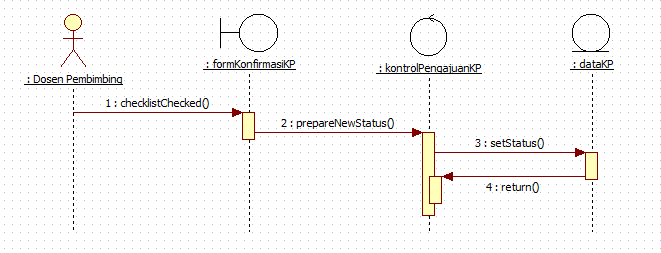 : Dosen Pembimbing
: formKonfirmasiKP
: kontrolPengajuanKP
: dataKP
1 : checklistChecked()
2 : prepareNewStatus()
3 : setStatus()
4 : return()